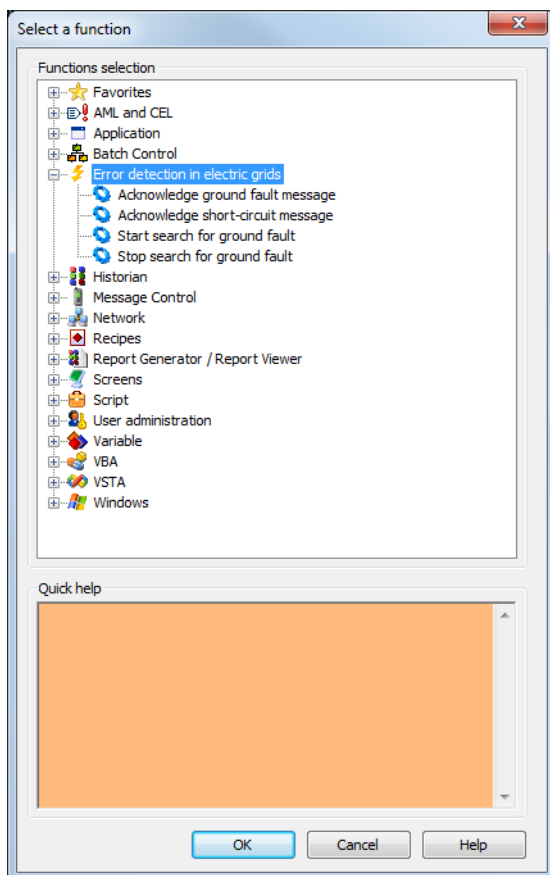 Select a function
Functions selection
Favorites
AML and CEL
Application
Batch Control
Error detection in electric grids
Acknowledge ground fault message
Acknowledge short-circuit message
Start search for ground fault
Stop search for ground fault
Historian
Message Control
Network
Recipes
Report Generator / Report Viewer
Screens
Script
User administration
Variable
VBA
VSTA
Windows
Quick help
OK Cancel Help